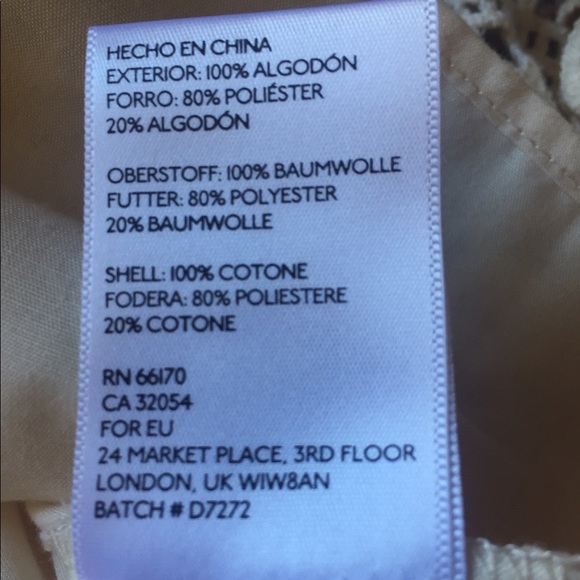 HECHO EN CHINA
EXTERIOR: 100% ALGODÓN
FORRO: 80% POLIÉSTER
20% ALGODÓN
OBERSTOFF: 100% BAUMWOLLE
FUTTER: 80% POLYESTER
20% BAUMWOLLE
SHELL: 100% COTONE
FODERA: 80% POLIESTERE
20% COTONE
RN 66170
CA 32054
FOR EU
24 MARKET PLACE, 3RD FLOOR
LONDON, UK W1W8AN
BATCH # D7272